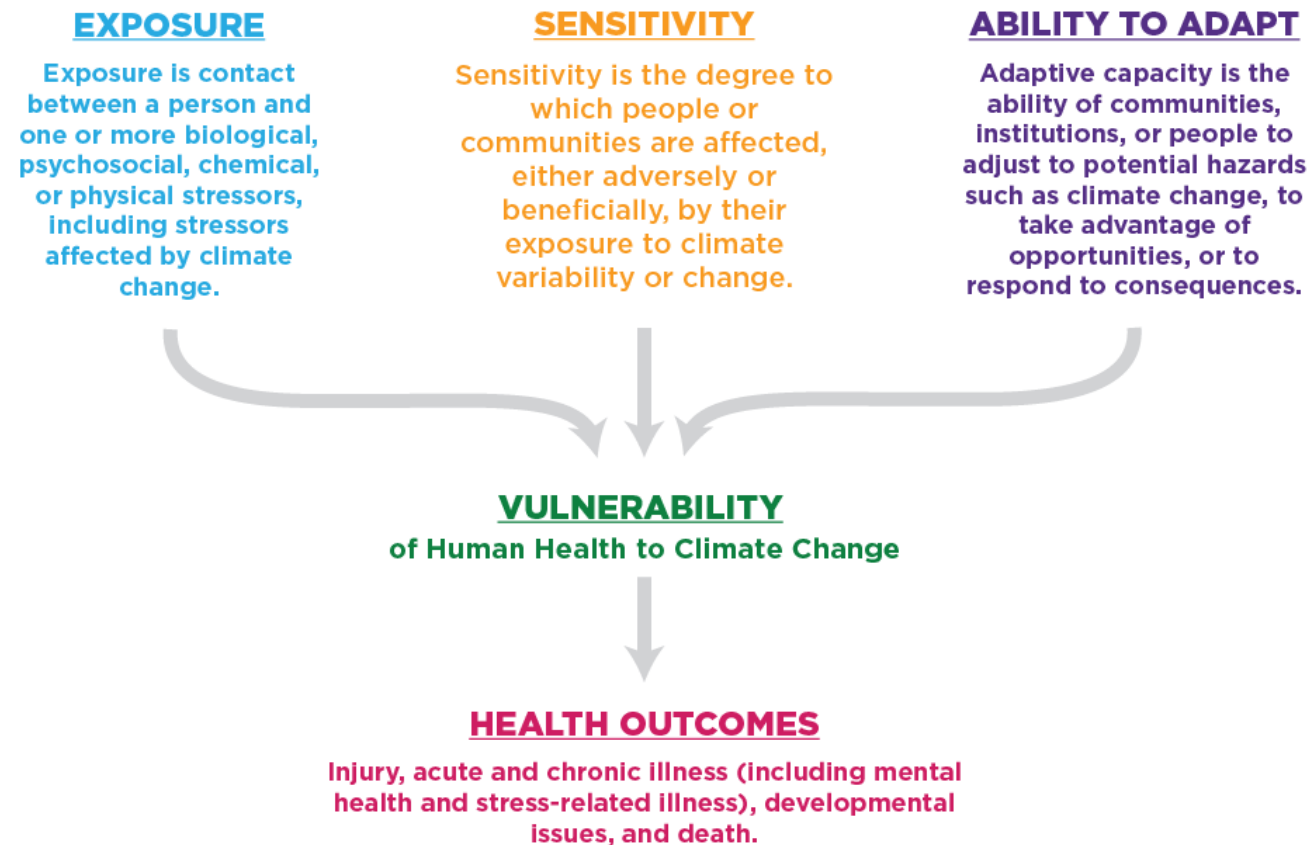 EXPOSURE
Exposure is contact
between a person and
one or more biological,
psychosocial, chemical,
or physical stressors,
including stressors
affected by climate
change.
SENSITIVITY
Sensitivity is the degree to
which people or
communities are affected,
either adversely or
beneficially, by their
exposure to climate
variability or change.
ABILITY TO ADAPT
Adaptive capacity is the
ability of communities,
institutions, or people to
adjust to potential hazards
such as climate change, to
take advantage of
opportunities, or to
respond to consequences.
VULNERABILITY
of Human Health to Climate Change
HEALTH OUTCOMES
Injury, acute and chronic illness (including mental
health and stress-related illness), developmental
issues, and death.